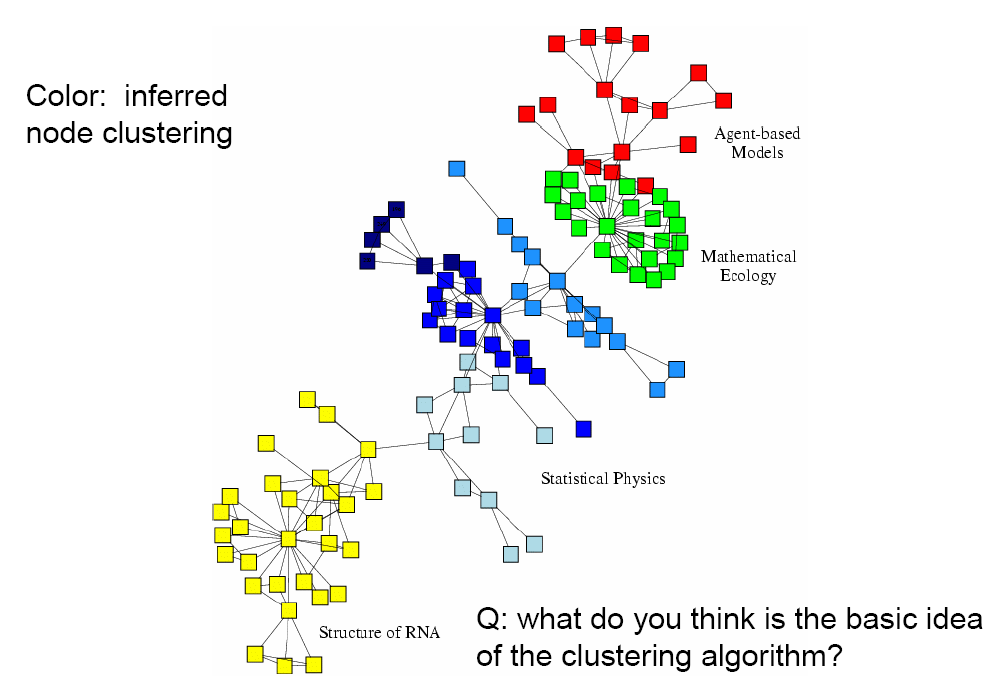 Color:  inferred
node clustering
Agent-based
Models
Mathematical
Ecology
Statistical Physics
Structure of RNA
Q: what do you think is the basic idea
of the clustering algorithm?